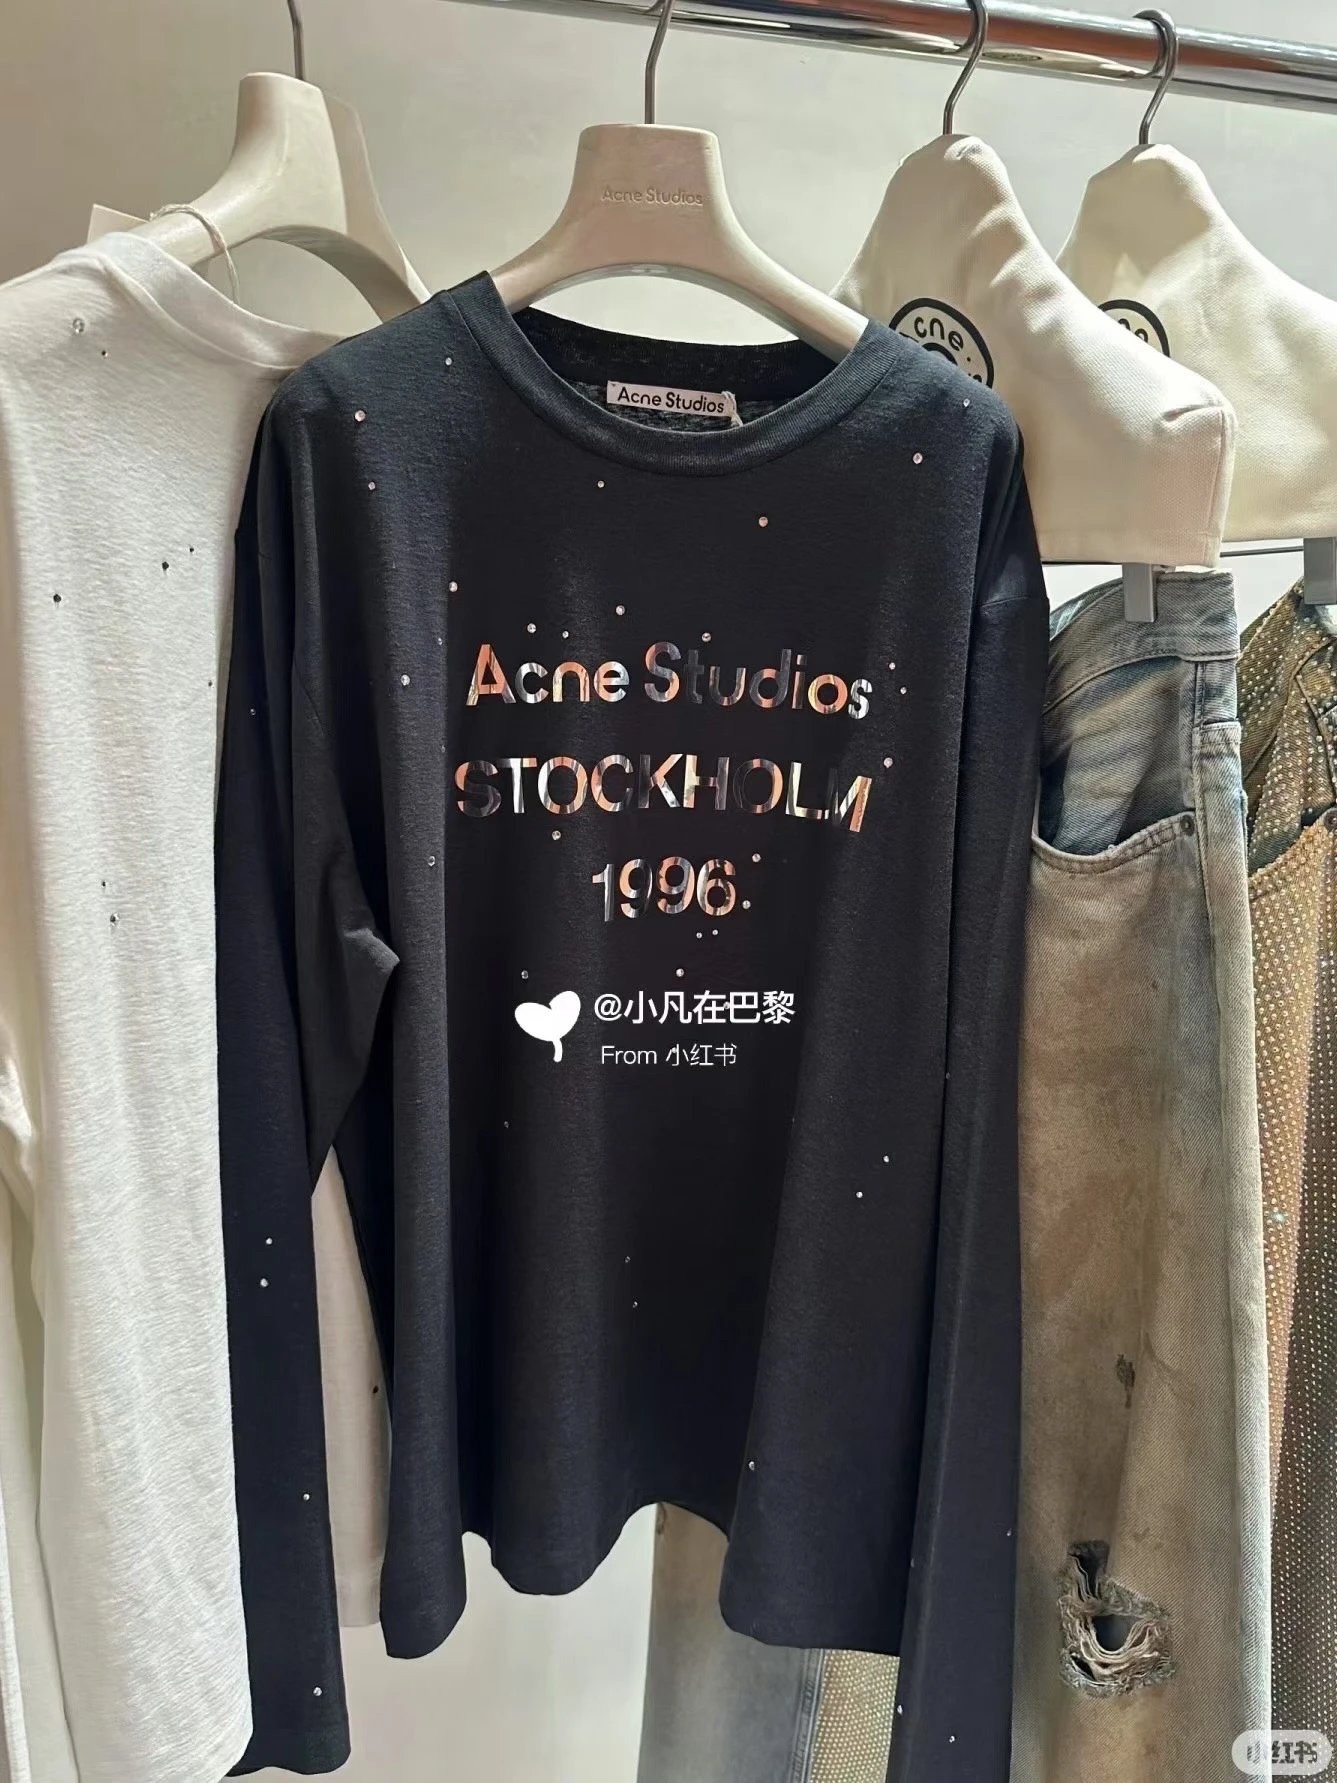 Acne Studios
Acne Studios
cne
Acne Studios
STOCKHOLM
1996.
@小凡在巴黎
From 小红书
小红书